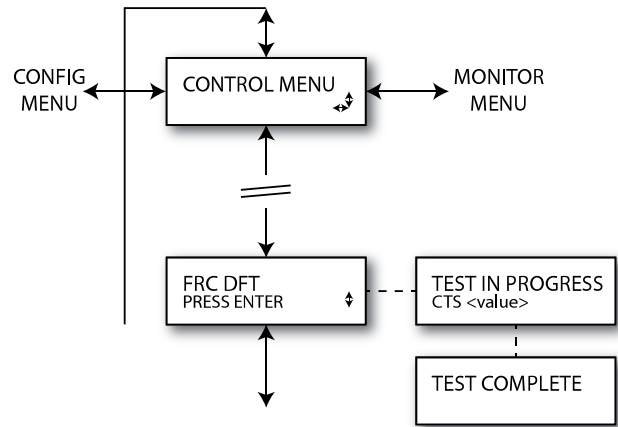 CONFIG
MENU
CONTROL MENU
MONITOR
MENU
FRC DFT
PRESS ENTER
TEST IN PROGRESS
CTS <value>
TEST COMPLETE